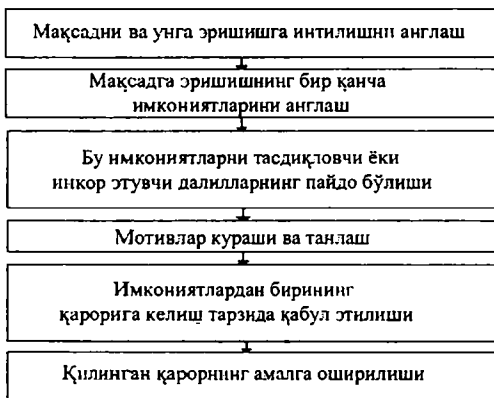 Мақсадни ва унга эришишга интилишни англаш
Мақсадга эришишнинг бир қанча
имкониятларини англаш
Бу имкониятларни тасдиқловчи ёки
инкор этувчи далилларнинг пайдо бўлиши
Мотивлар кураши ва танлаш
Имкониятлардан бирининг
қарорига келиш тарзида қабул этилиши
Қилинган қарорнинг амалга оширилиши